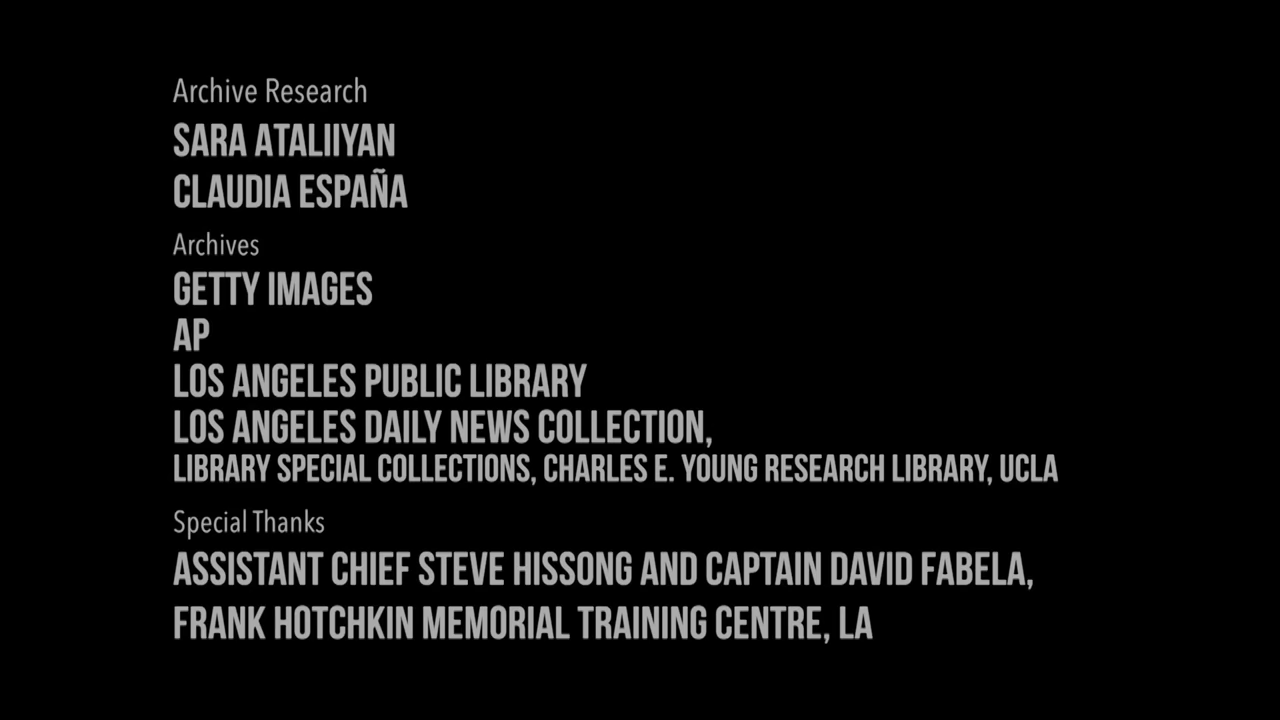 Archive Research
SARA ATALIIYAN
CLAUDIA ESPAÑA
Archives
GETTY IMAGES
AP
LOS ANGELES PUBLIC LIBRARY
LOS ANGELES DAILY NEWS COLLECTION,
LIBRARY SPECIAL COLLECTIONS, CHARLES E. YOUNG RESEARCH LIBRARY, UCLA
Special Thanks
ASSISTANT CHIEF STEVE HISSONG AND CAPTAIN DAVID FABELA,
FRANK HOTCHKIN MEMORIAL TRAINING CENTRE, LA